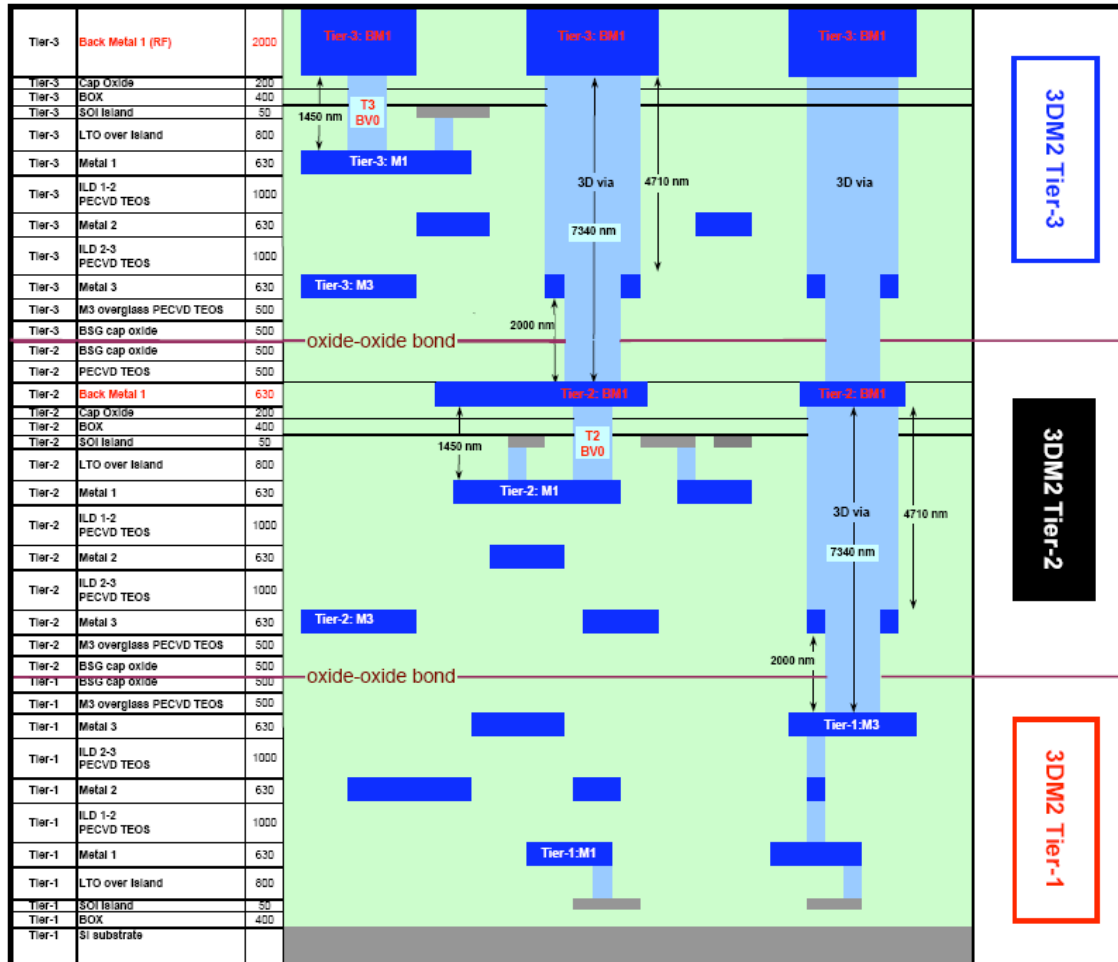 Tier-3 Back Metal 1 (RF) 2000
Tier-3 Cap Oxide 200
Tier-3 BOX 400
Tier-3 SOI Island 50
Tier-3 LTO over Island 800
Tier-3 Metal 1 630
Tier-3 ILD 1-2 PECVD TEOS 1000
Tier-3 Metal 2 630
Tier-3 ILD 2-3 PECVD TEOS 1000
Tier-3 Metal 3 630
Tier-3 M3 overglass PECVD TEOS 500
Tier-3 BSG cap oxide 500
Tier-2 BSG cap oxide 500
Tier-2 PECVD TEOS 500
Tier-2 Back Metal 1 630
Tier-2 Cap Oxide 200
Tier-2 BOX 400
Tier-2 SOI Island 50
Tier-2 LTO over Island 800
Tier-2 Metal 1 630
Tier-2 ILD 1-2 PECVD TEOS 1000
Tier-2 Metal 2 630
Tier-2 ILD 2-3 PECVD TEOS 1000
Tier-2 Metal 3 630
Tier-2 M3 overglass PECVD TEOS 500
Tier-2 BSG cap oxide 500
Tier-1 BSG cap oxide 500
Tier-1 M3 overglass PECVD TEOS 500
Tier-1 Metal 3 630
Tier-1 ILD 2-3 PECVD TEOS 1000
Tier-1 Metal 2 630
Tier-1 ILD 1-2 PECVD TEOS 1000
Tier-1 Metal 1 630
Tier-1 LTO over Island 800
Tier-1 SOI Island 50
Tier-1 BOX 400
Tier-1 Si substrate
Tier-3: BM1
Tier-3: BM1
Tier-3: BM1
1450 nm
T3
BV0
Tier-3: M1
3D via
4710 nm
3D via
7340 nm
Tier-3: M3
2000 nm
oxide-oxide bond
Tier-2: BM1
Tier-2: BM1
1450 nm
T2
BV0
Tier-2: M1
3D via
4710 nm
7340 nm
Tier-2: M3
2000 nm
oxide-oxide bond
Tier-1:M3
Tier-1:M1
3DM2 Tier-3
3DM2 Tier-2
3DM2 Tier-1